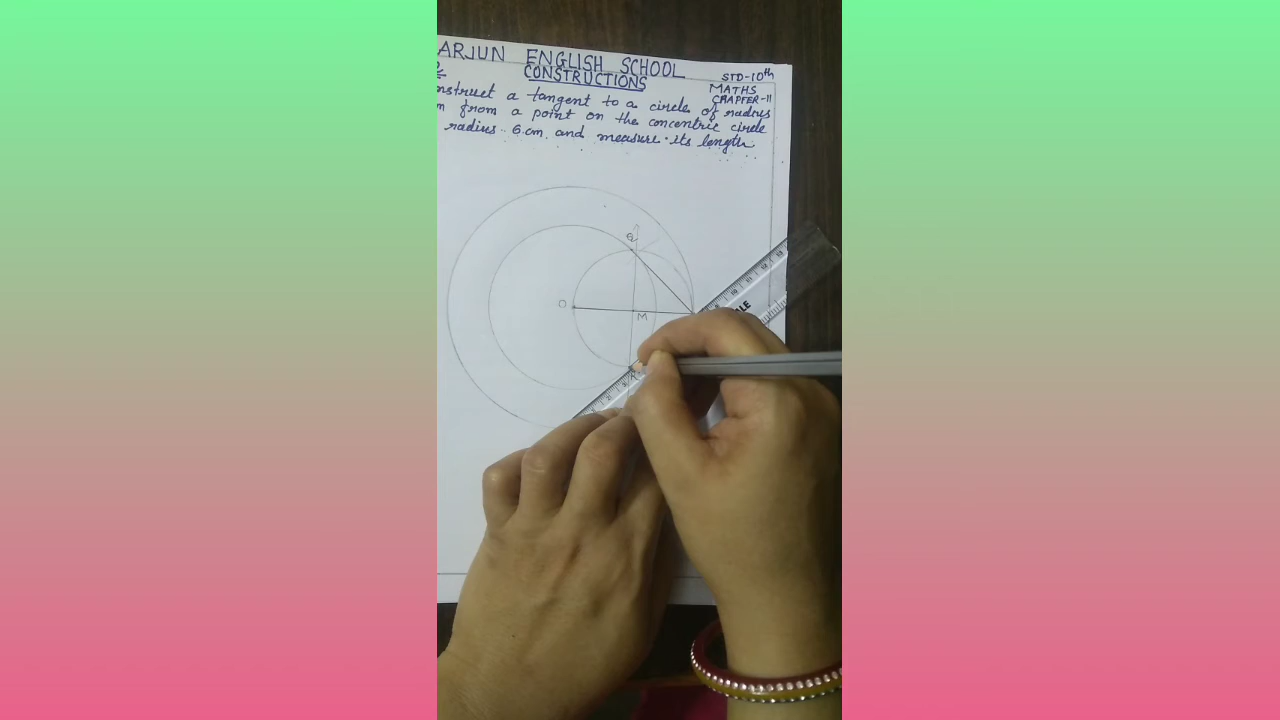 ARJUN ENGLISH SCHOOL
CONSTRUCTIONS
STD-10th
MATHS
CHAPTER-11
nstruct a tangent to a circle of radius
m from a point on the concentric circle
radius 6 cm and measure its length
Q
O
M